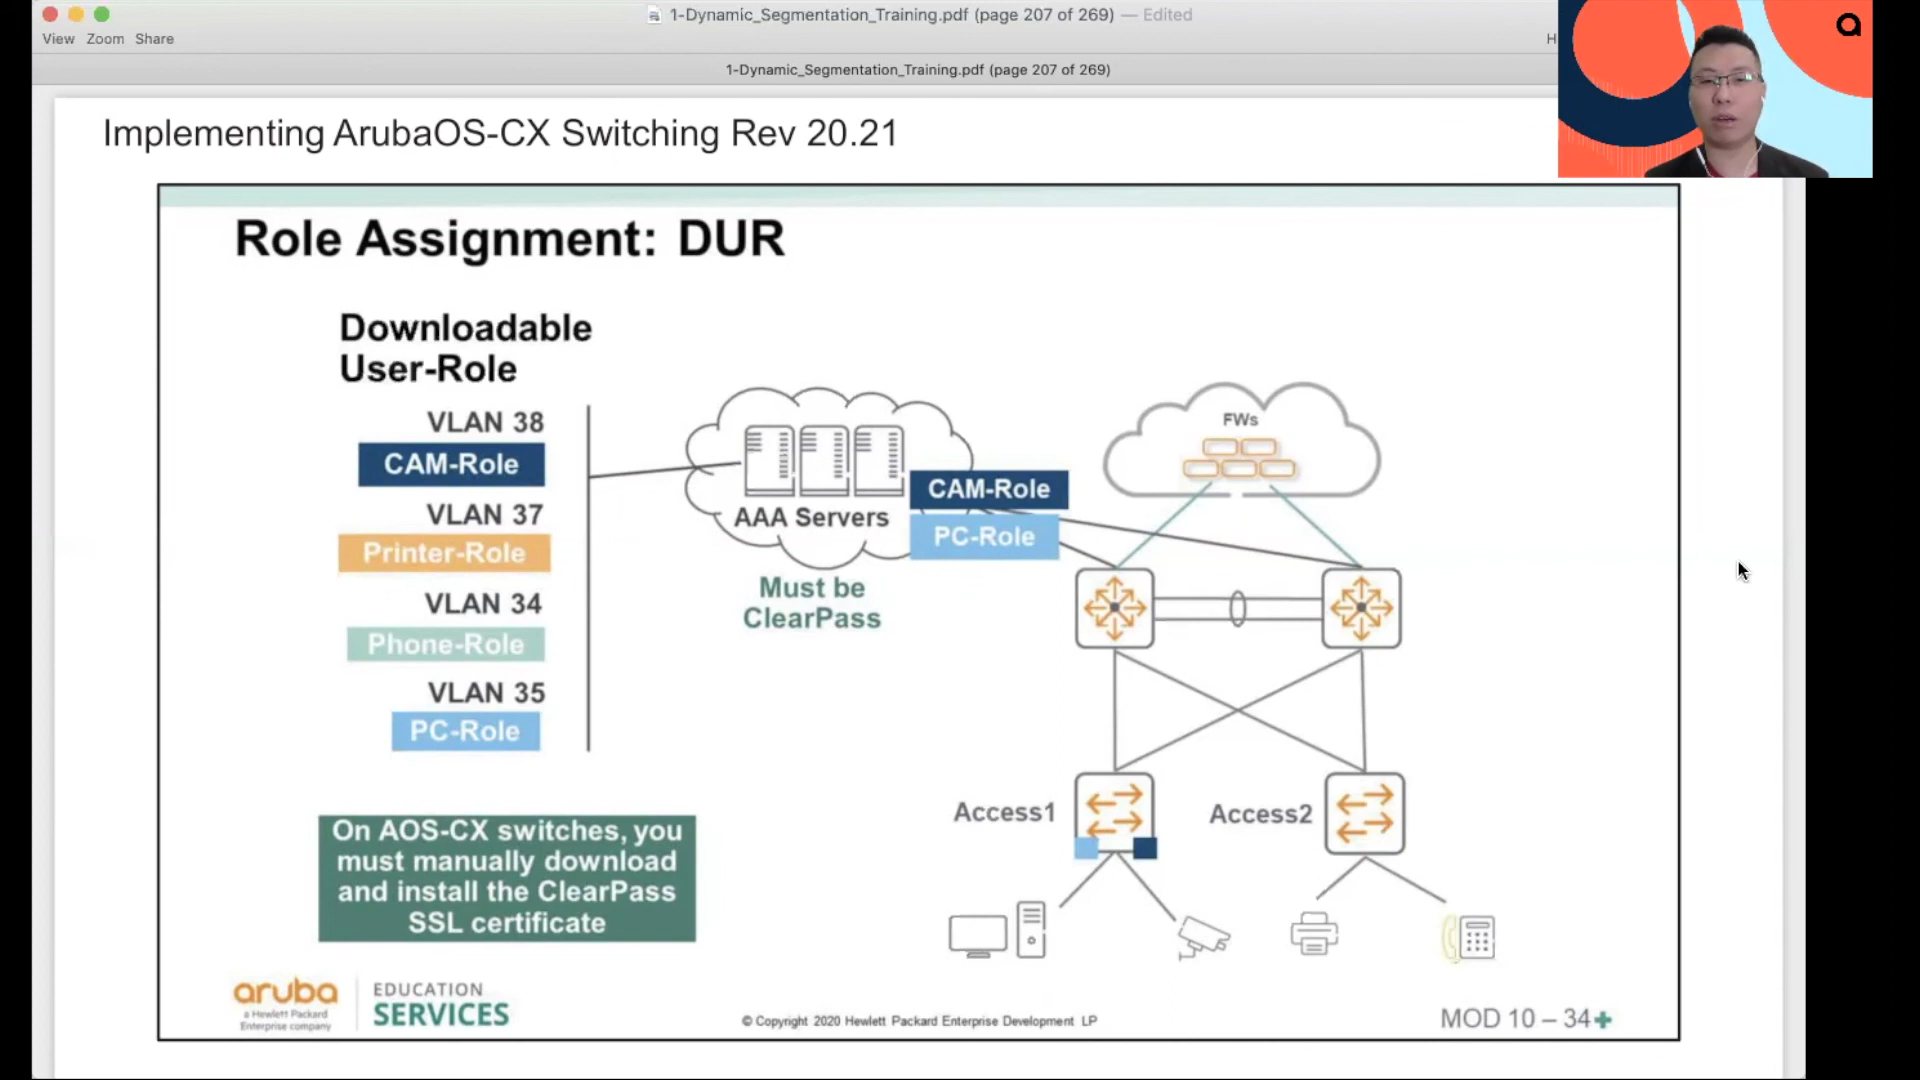 1-Dynamic_Segmentation_Training.pdf (page 207 of 269) — Edited
View Zoom Share
H
1-Dynamic_Segmentation_Training.pdf (page 207 of 269)
Implementing ArubaOS-CX Switching Rev 20.21
Role Assignment: DUR
Downloadable
User-Role
VLAN 38
CAM-Role
VLAN 37
Printer-Role
VLAN 34
Phone-Role
VLAN 35
PC-Role
AAA Servers
Must be
ClearPass
CAM-Role
PC-Role
FWs
Access1
Access2
On AOS-CX switches, you
must manually download
and install the ClearPass
SSL certificate
aruba
a Hewlett Packard
Enterprise company
EDUCATION
SERVICES
© Copyright 2020 Hewlett Packard Enterprise Development LP
MOD 10 – 34+